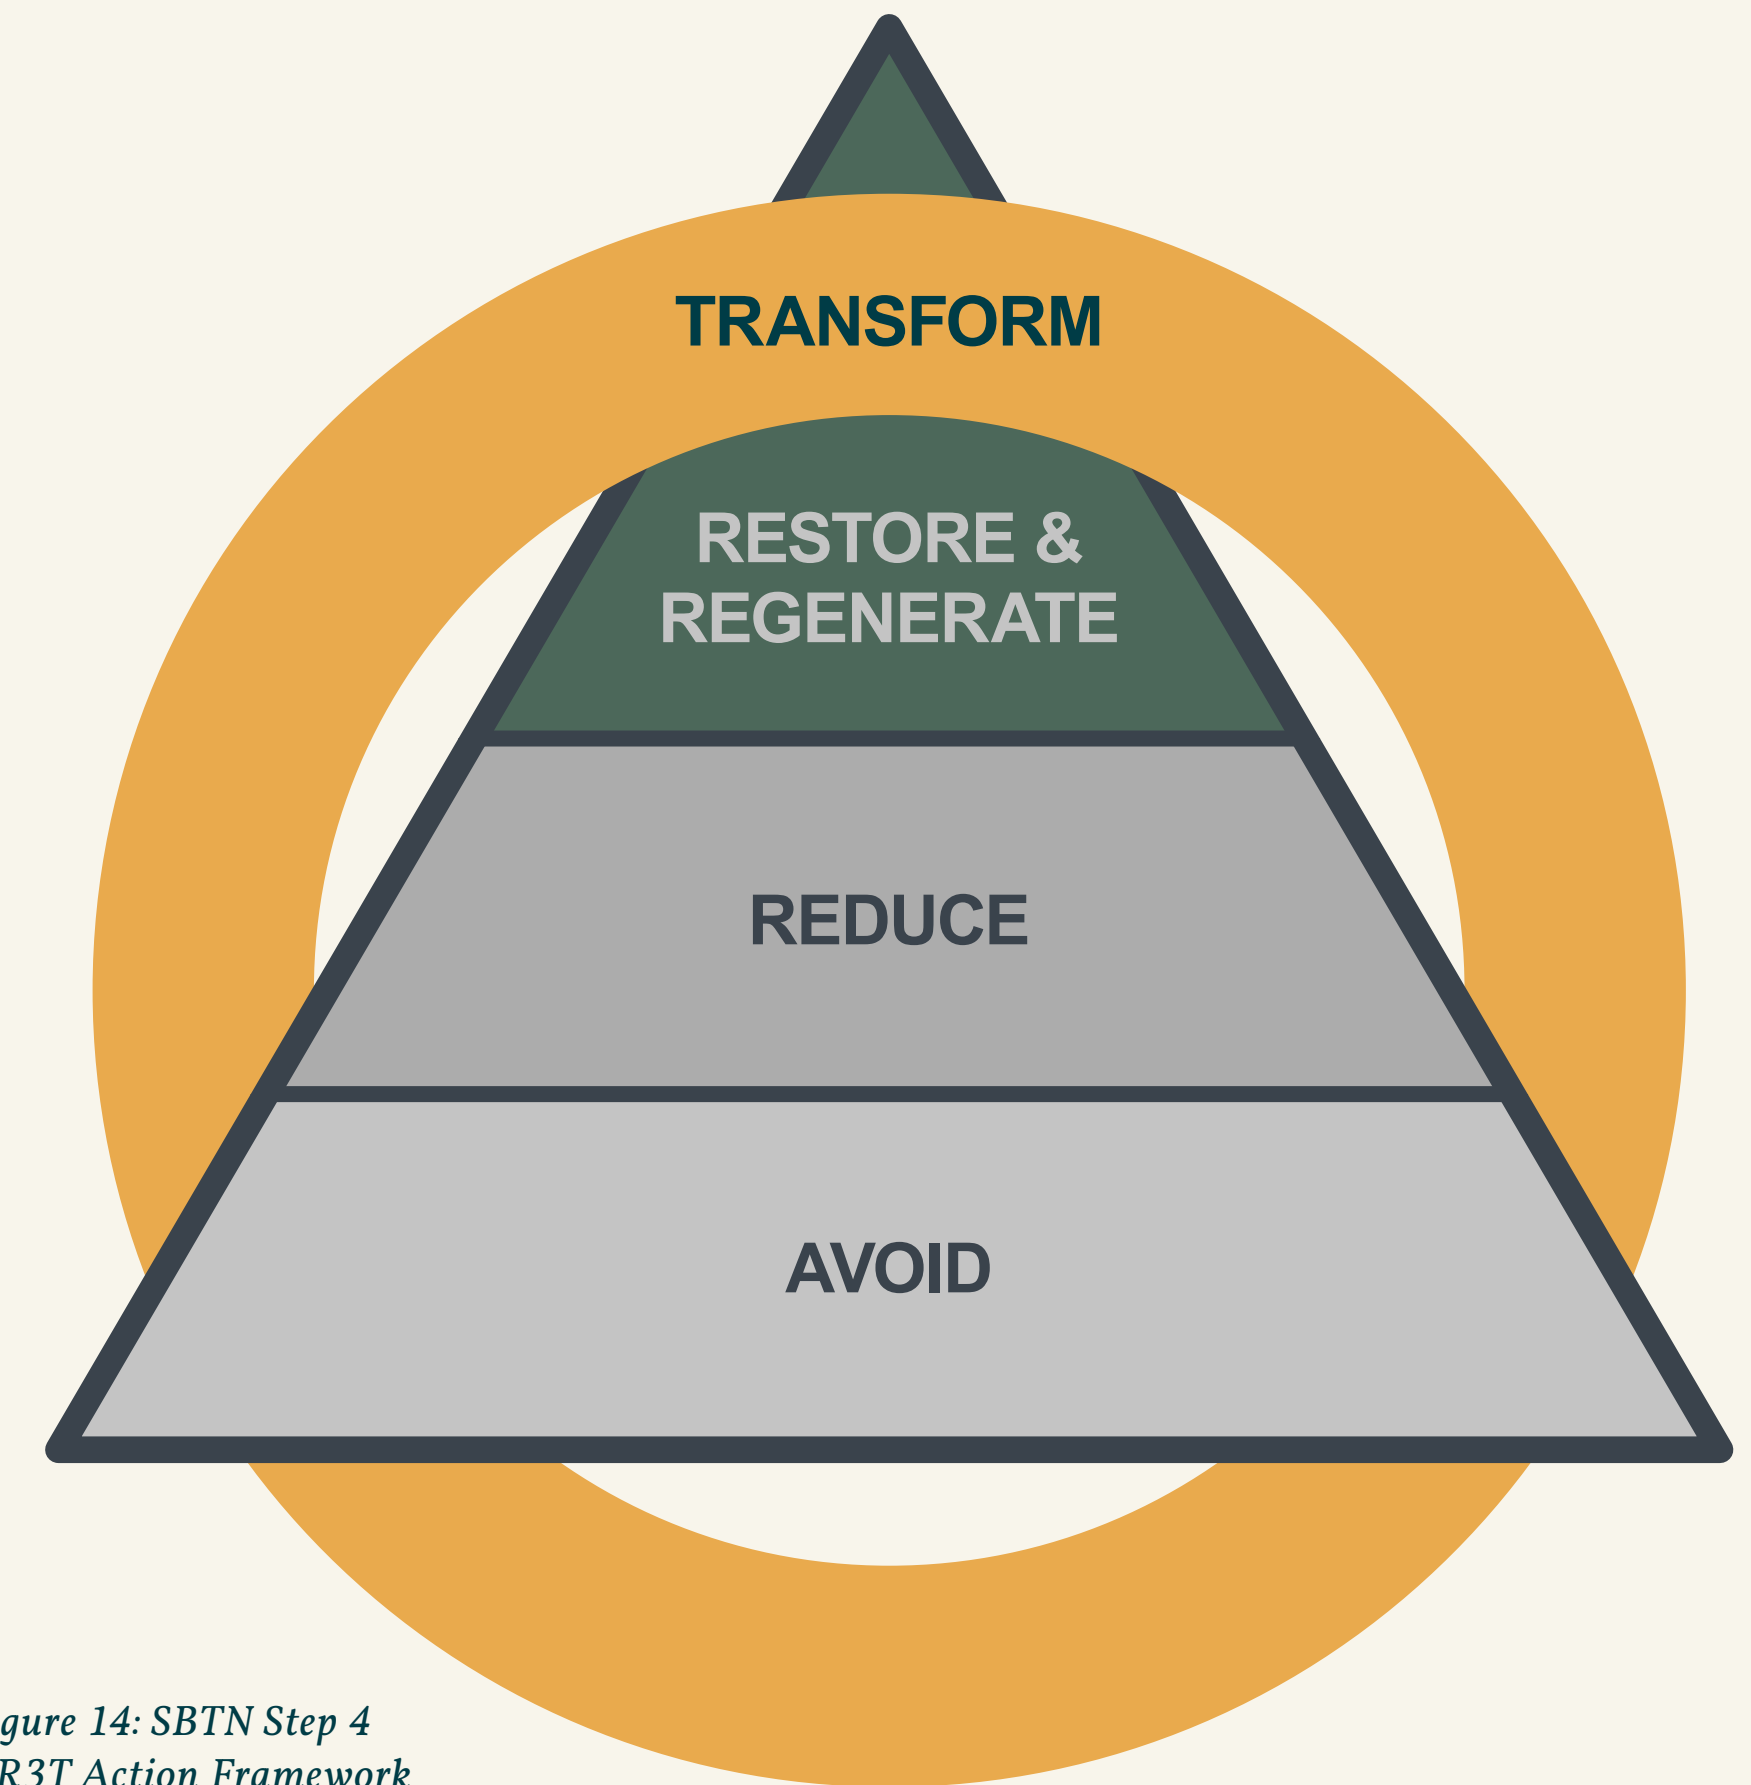 TRANSFORM
RESTORE &
REGENERATE
REDUCE
AVOID
gure 14: SBTN Step 4
R3T Action Framework